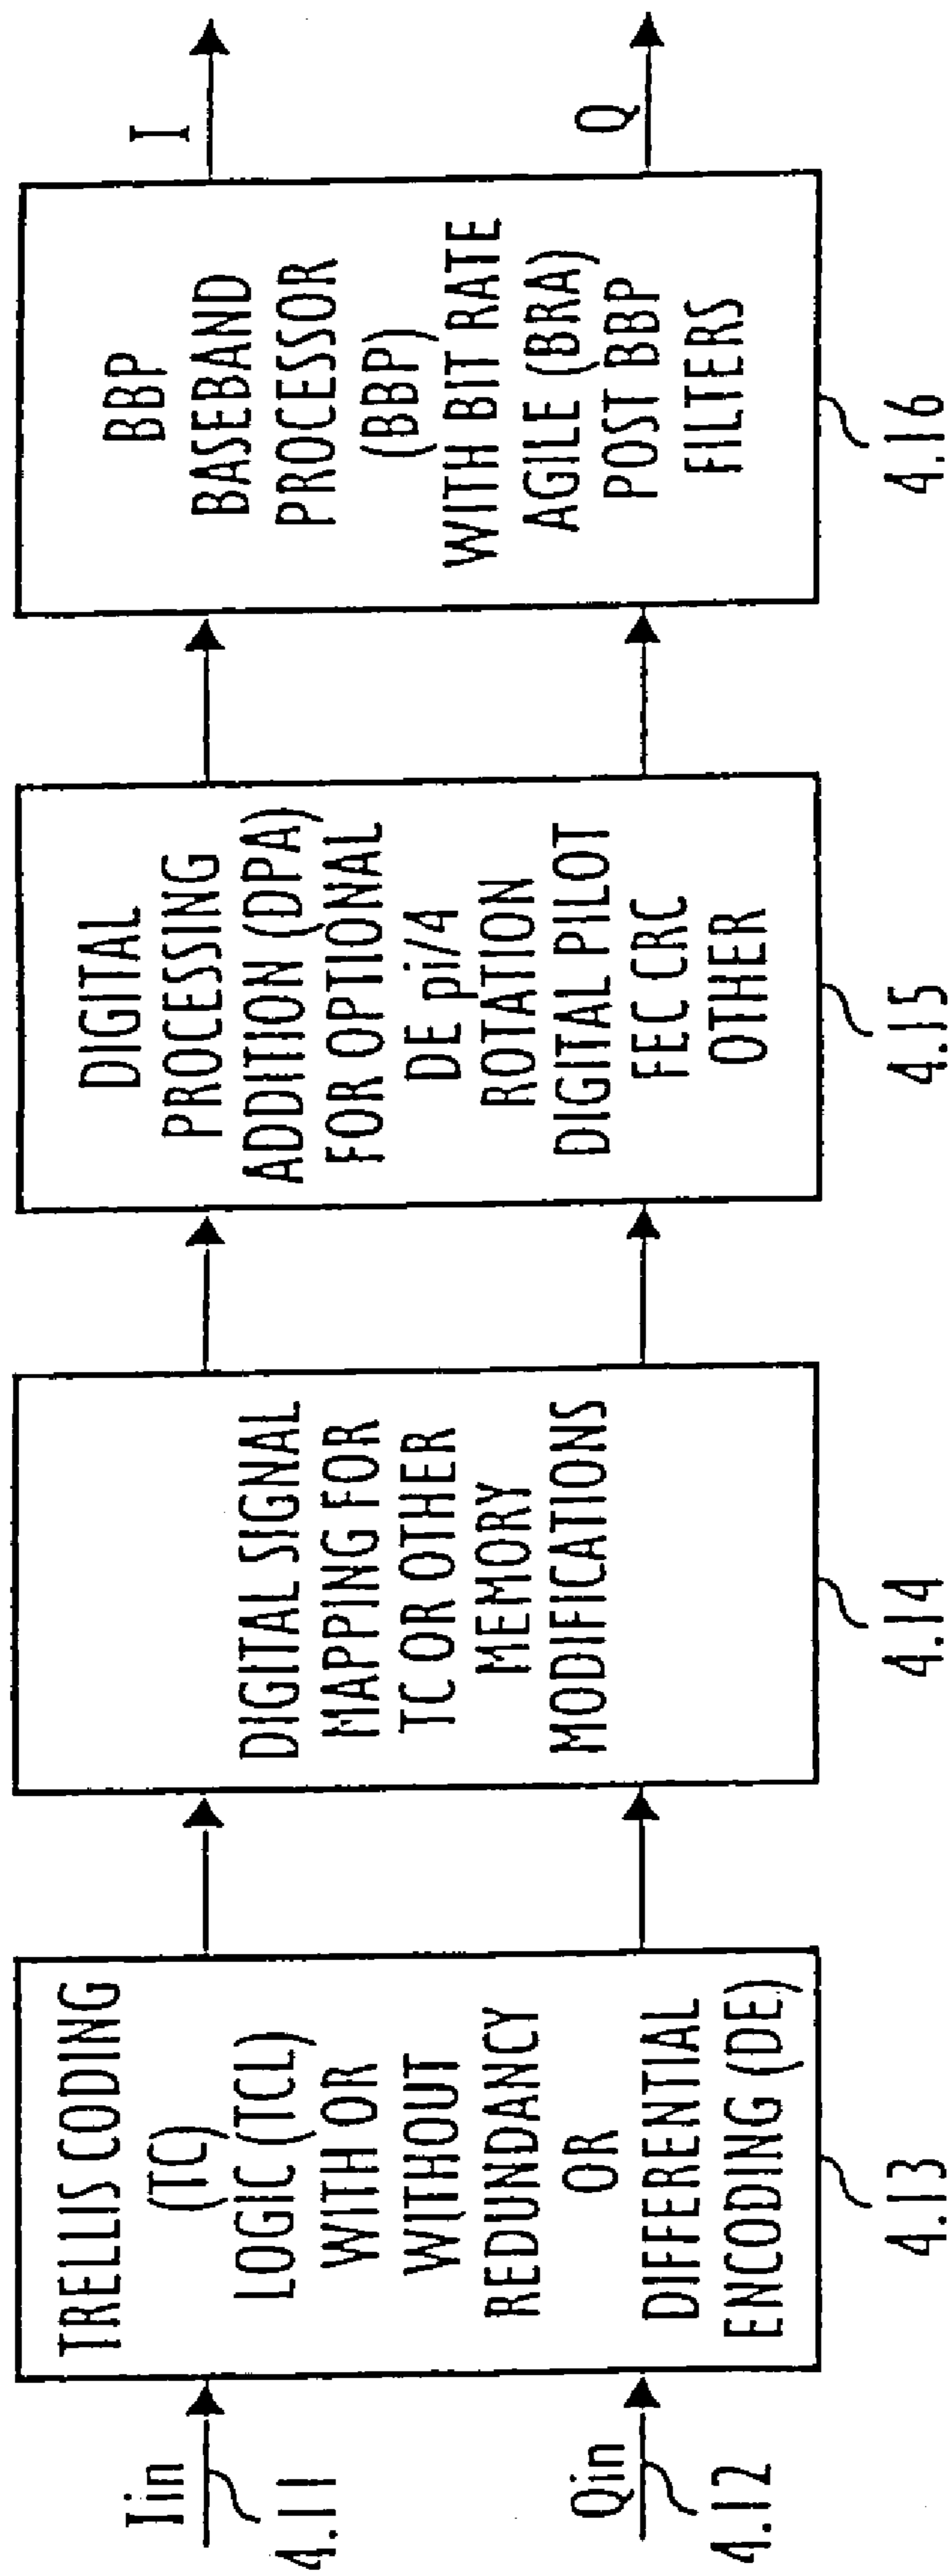 Iin
4.11
Qin
4.12
TRELLIS CODING
(TC)
LOGIC (TCL)
WITH OR
WITHOUT
REDUNDANCY
OR
DIFFERENTIAL
ENCODING (DE)
4.13
DIGITAL SIGNAL
MAPPING FOR
TC OR OTHER
MEMORY
MODIFICATIONS
4.14
DIGITAL
PROCESSING
ADDITION (DPA)
FOR OPTIONAL
DE pi/4
ROTATION
DIGITAL PILOT
FEC CRC
OTHER
4.15
BBP
BASEBAND
PROCESSOR
(BBP)
WITH BIT RATE
AGILE (BRA)
POST BBP
FILTERS
4.16
I
Q